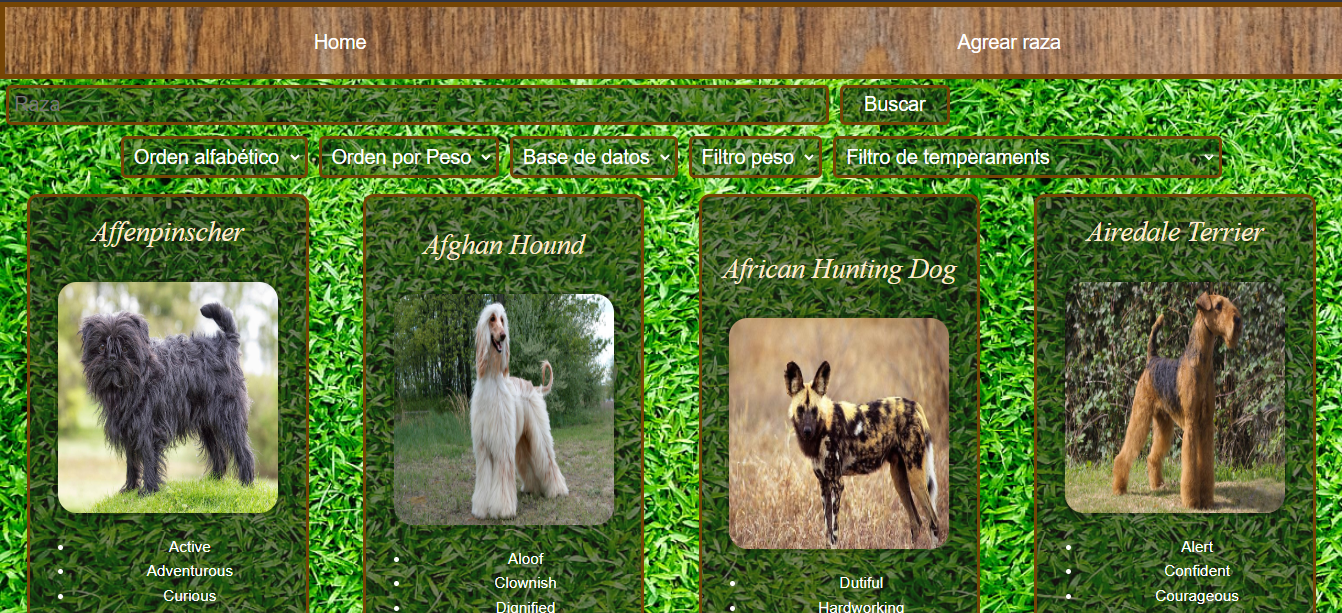 Home Agrear raza
Raza Buscar
Orden alfabético Orden por Peso Base de datos Filtro peso Filtro de temperaments
Affenpinscher
Active
Adventurous
Curious
Afghan Hound
Aloof
Clownish
Dignified
African Hunting Dog
Dutiful
Hardworking
Airedale Terrier
Alert
Confident
Courageous